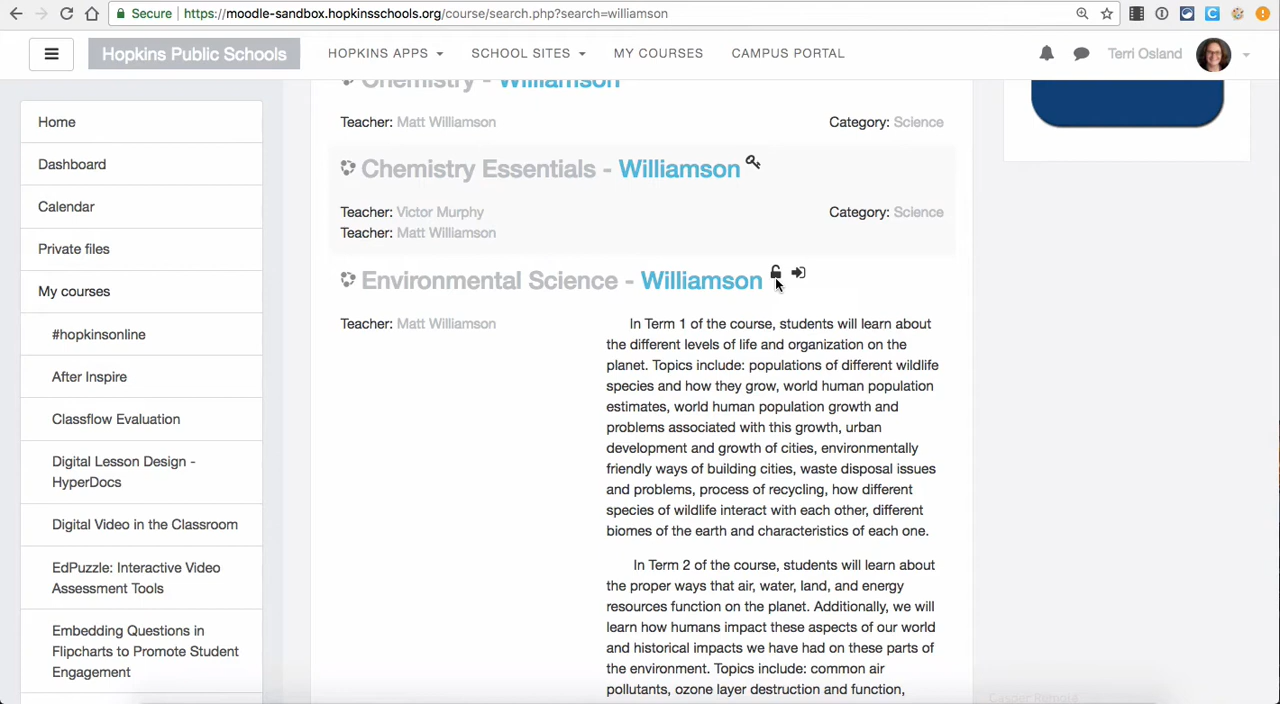 Secure https://moodle-sandbox.hopkinsschools.org/course/search.php?search=williamson
Hopkins Public Schools HOPKINS APPS SCHOOL SITES MY COURSES CAMPUS PORTAL Terri Osland
Home
Dashboard
Calendar
Private files
My courses
#hopkinsonline
After Inspire
Classflow Evaluation
Digital Lesson Design -
HyperDocs
Digital Video in the Classroom
EdPuzzle: Interactive Video
Assessment Tools
Embedding Questions in
Flipcharts to Promote Student
Engagement
Chemistry - Williamson
Teacher: Matt Williamson Category: Science
Chemistry Essentials - Williamson
Teacher: Victor Murphy Category: Science
Teacher: Matt Williamson
Environmental Science - Williamson
Teacher: Matt Williamson
In Term 1 of the course, students will learn about
the different levels of life and organization on the
planet. Topics include: populations of different wildlife
species and how they grow, world human population
estimates, world human population growth and
problems associated with this growth, urban
development and growth of cities, environmentally
friendly ways of building cities, waste disposal issues
and problems, process of recycling, how different
species of wildlife interact with each other, different
biomes of the earth and characteristics of each one.
In Term 2 of the course, students will learn about
the proper ways that air, water, land, and energy
resources function on the planet. Additionally, we will
learn how humans impact these aspects of our world
and historical impacts we have had on these parts of
the environment. Topics include: common air
pollutants, ozone layer destruction and function,